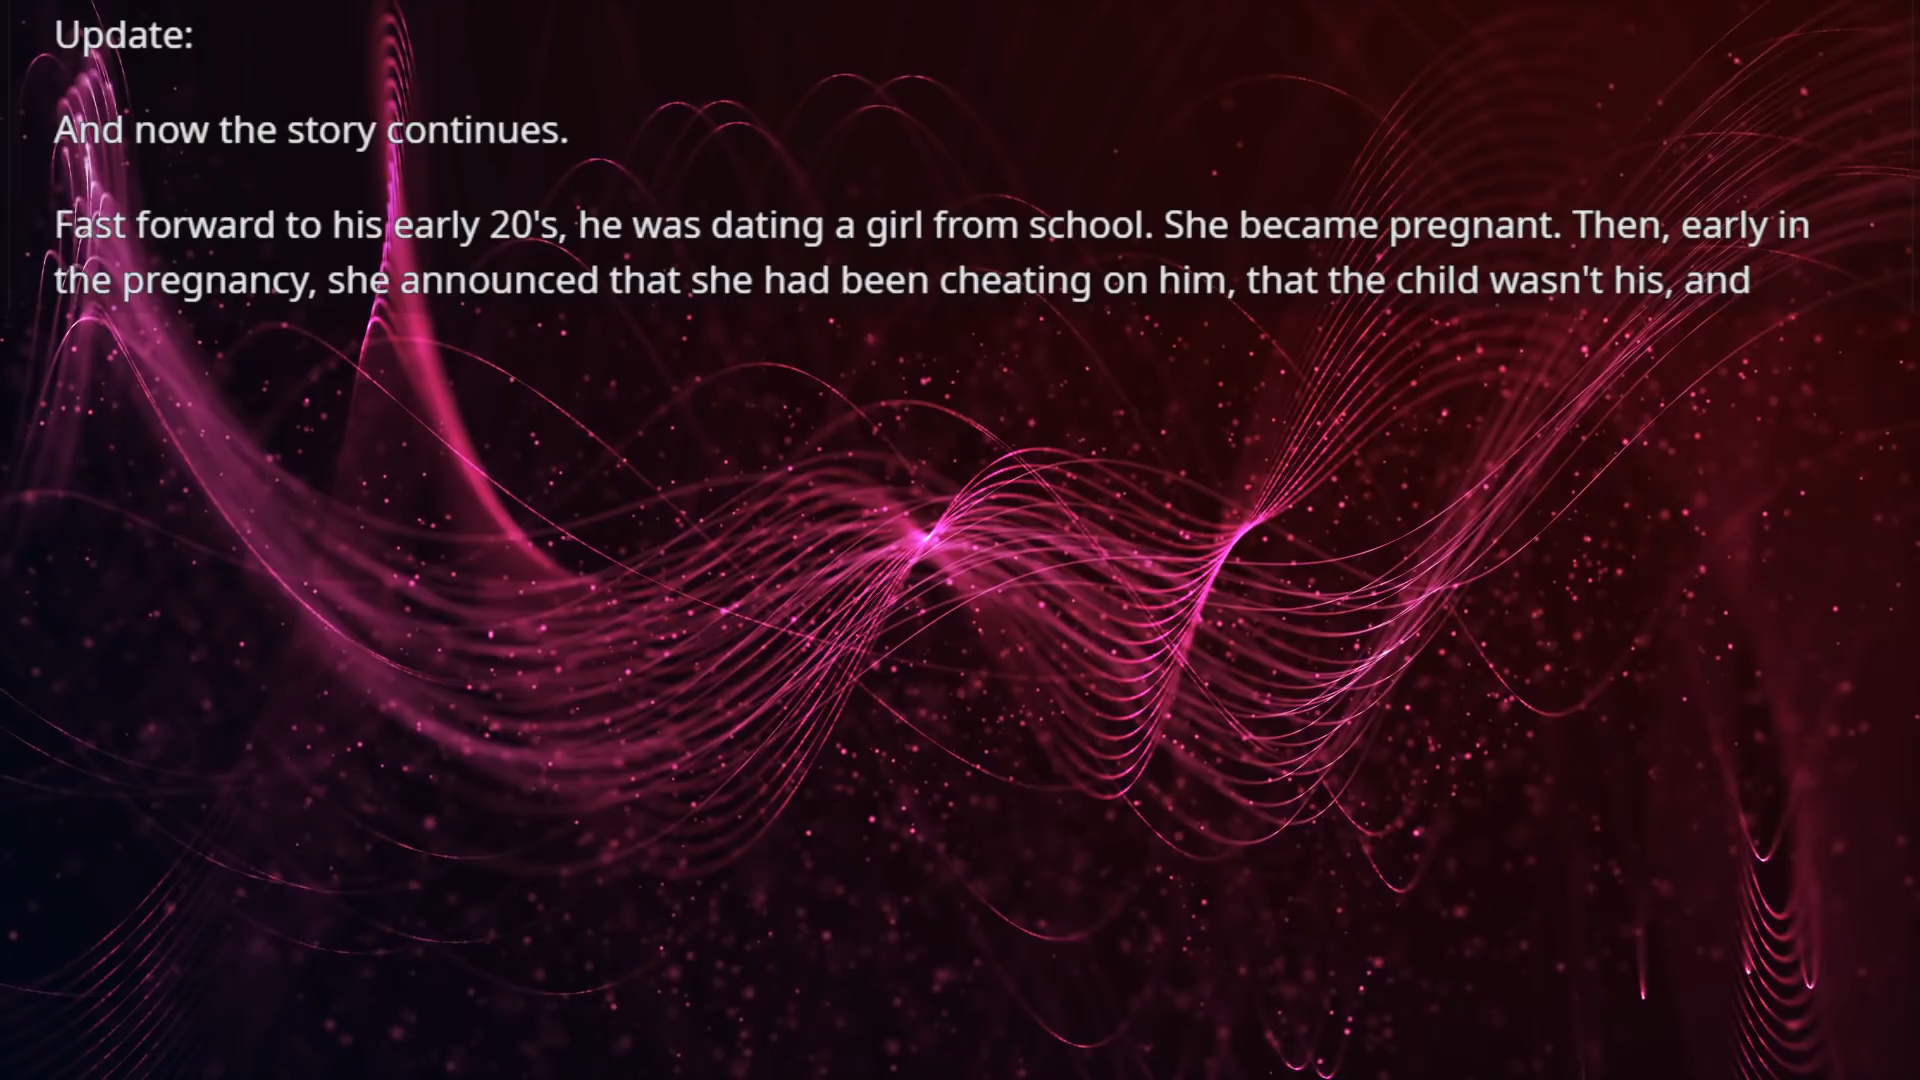 Update:
And now the story continues.
Fast forward to his early 20's, he was dating a girl from school. She became pregnant. Then, early in
the pregnancy, she announced that she had been cheating on him, that the child wasn't his, and